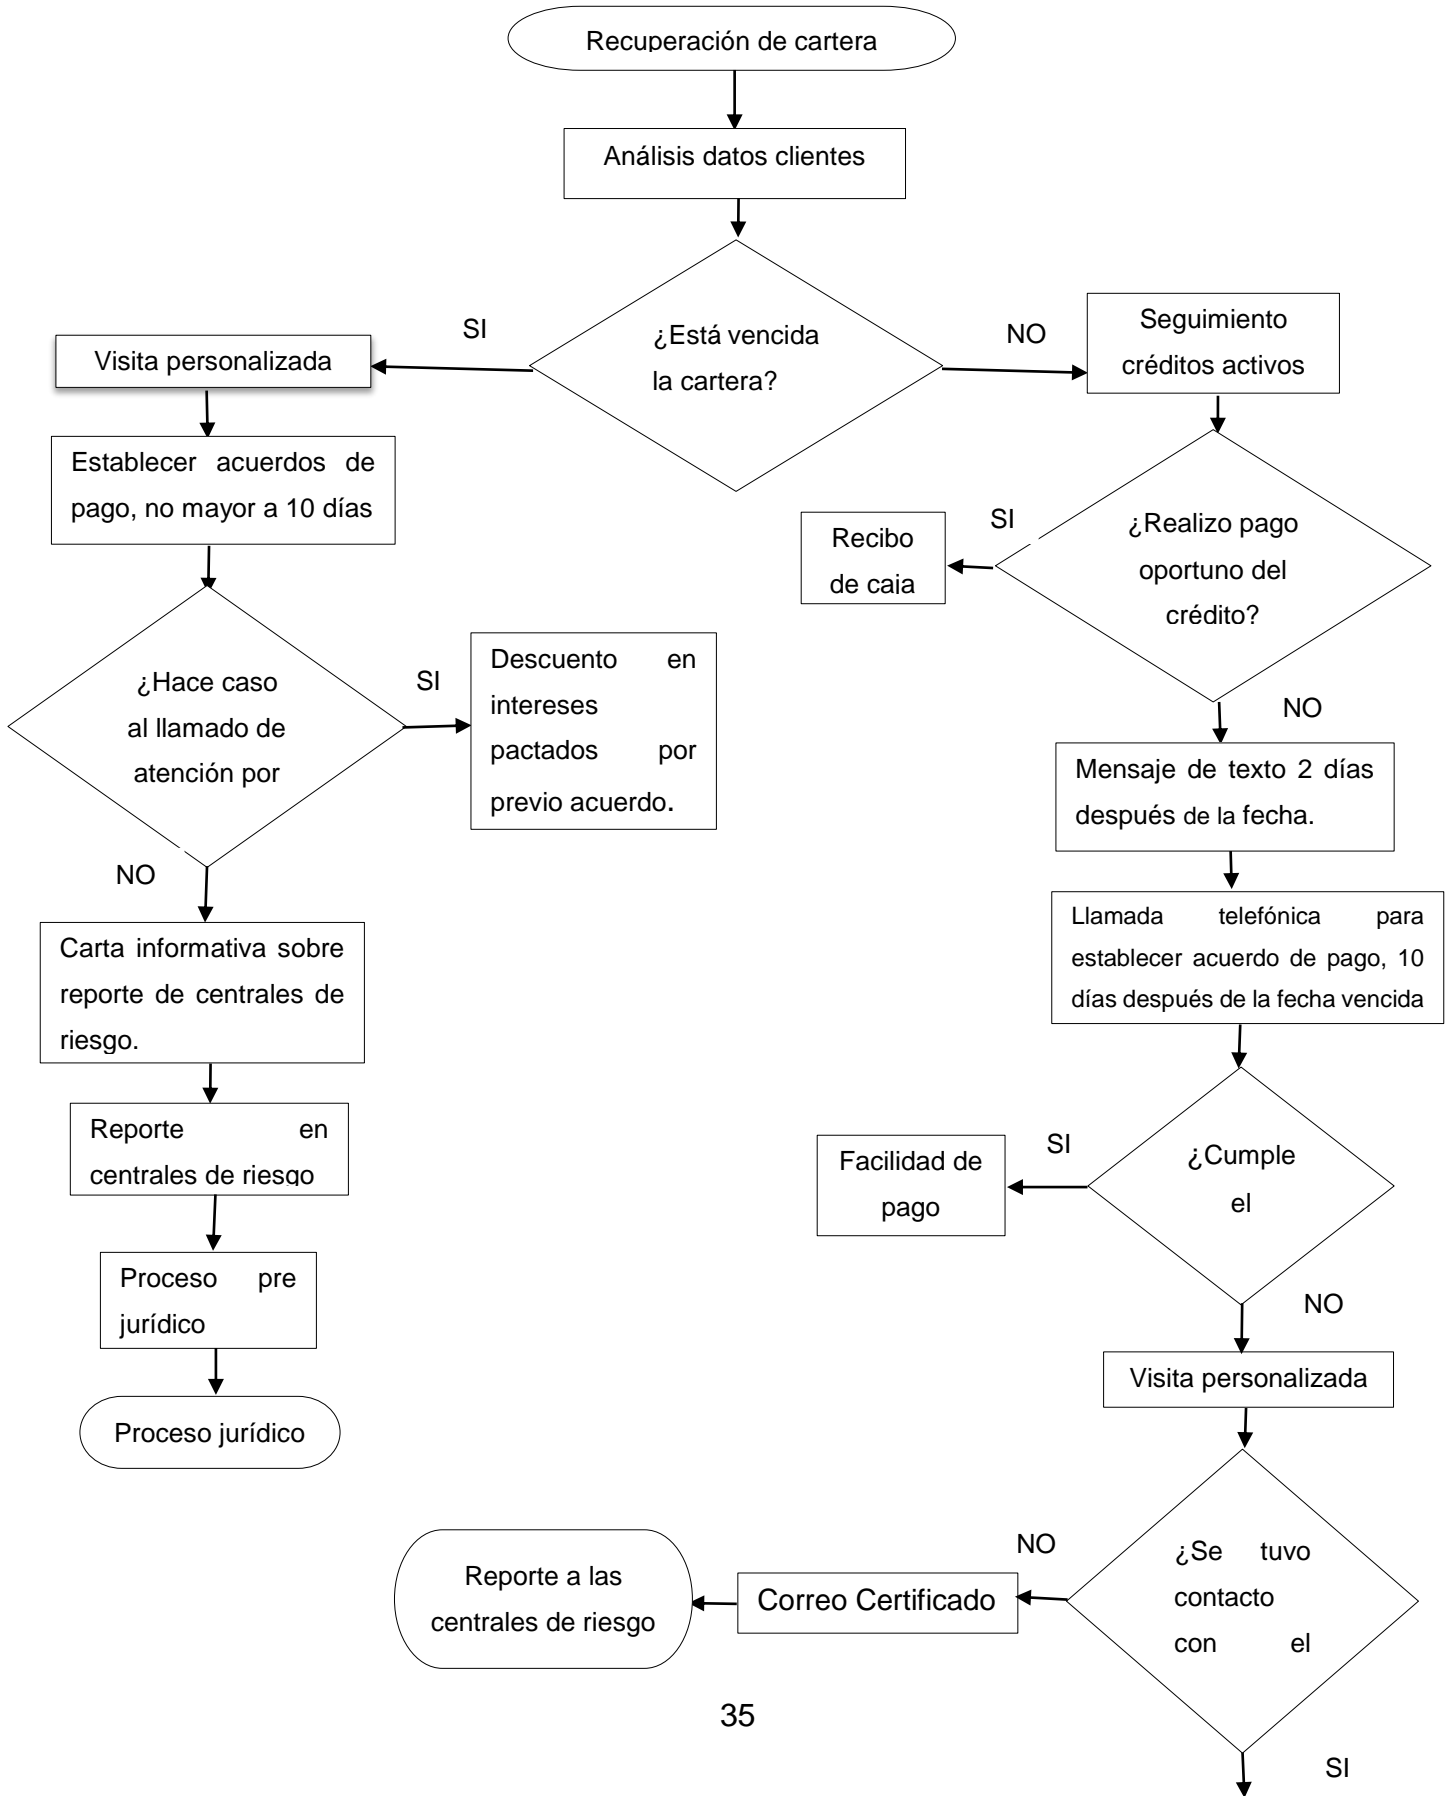 Recuperación de cartera
Análisis datos clientes
¿Está vencida
la cartera?
SI
NO
Visita personalizada
Establecer acuerdos de
pago, no mayor a 10 días
¿Hace caso
al llamado de
atención por
SI
Descuento en
intereses
pactados por
previo acuerdo.
NO
Carta informativa sobre
reporte de centrales de
riesgo.
Reporte en
centrales de riesgo
Proceso pre
jurídico
Proceso jurídico
Seguimiento
créditos activos
¿Realizo pago
oportuno del
crédito?
SI
Recibo
de caja
NO
Mensaje de texto 2 días
después de la fecha.
Llamada telefónica para
establecer acuerdo de pago, 10
días después de la fecha vencida
¿Cumple
el
SI
Facilidad de
pago
NO
Visita personalizada
¿Se tuvo
contacto
con el
NO
Correo Certificado
Reporte a las
centrales de riesgo
SI
35